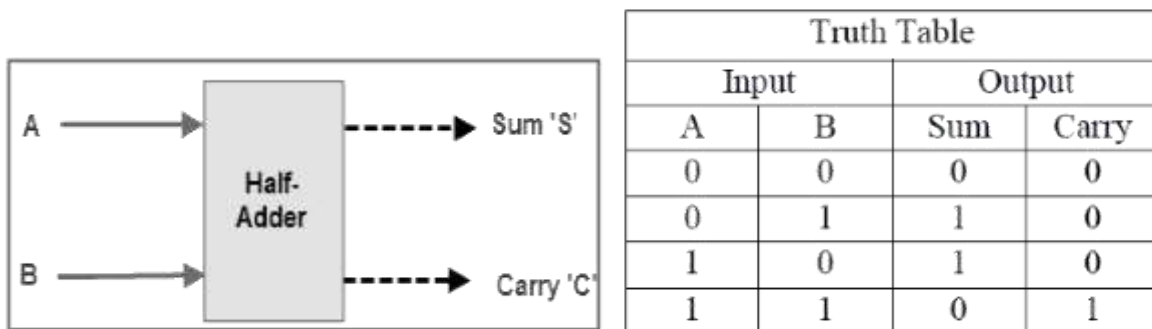 A
Sum 'S'
Half-
Adder
B
Carry 'C'
Truth Table
Input Output
A B Sum Carry
0 0 0 0
0 1 1 0
1 0 1 0
1 1 0 1